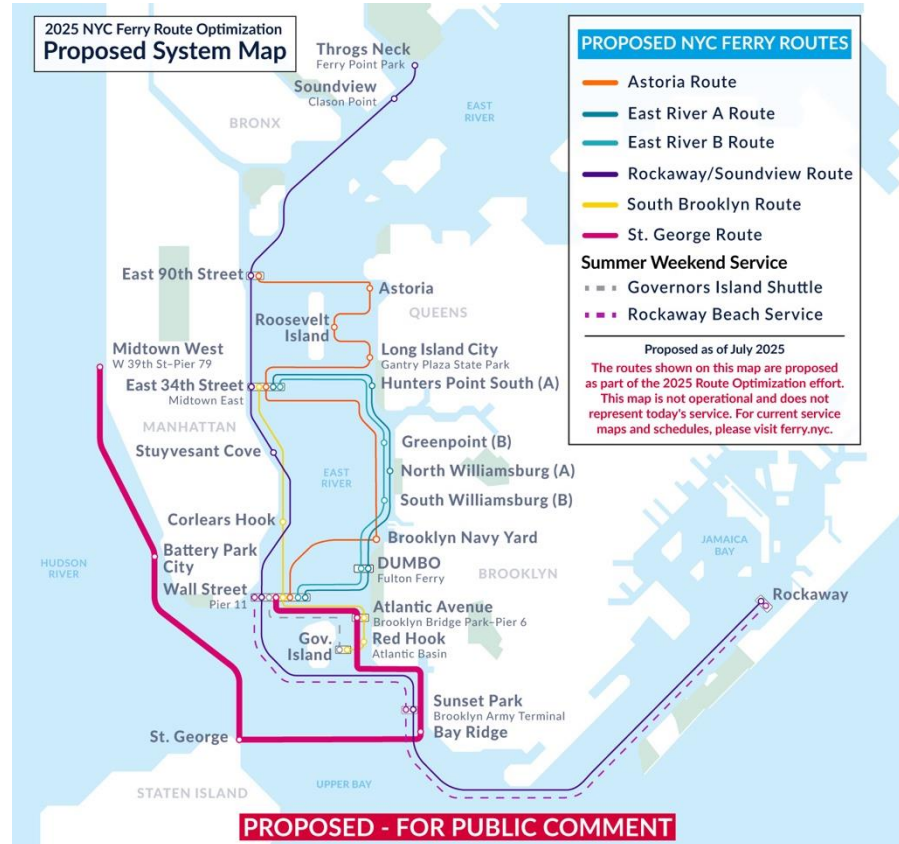 2025 NYC Ferry Route Optimization
Proposed System Map
PROPOSED NYC FERRY ROUTES
Astoria Route
East River A Route
East River B Route
Rockaway/Soundview Route
South Brooklyn Route
St. George Route
Summer Weekend Service
Governors Island Shuttle
Rockaway Beach Service
Proposed as of July 2025
The routes shown on this map are proposed
as part of the 2025 Route Optimization effort.
This map is not operational and does not
represent today's service. For current service
maps and schedules, please visit ferry.nyc.
Throgs Neck
Ferry Point Park
Soundview
Clason Point
EAST
RIVER
BRONX
East 90th Street
Astoria
QUEENS
Roosevelt
Island
Midtown West
W 39th St–Pier 79
Long Island City
Gantry Plaza State Park
East 34th Street
Midtown East
Hunters Point South (A)
MANHATTAN
Stuyvesant Cove
Greenpoint (B)
EAST
RIVER
North Williamsburg (A)
South Williamsburg (B)
Corlears Hook
Brooklyn Navy Yard
HUDSON
RIVER
Battery Park
City
DUMBO
Fulton Ferry
BROOKLYN
JAMAICA
BAY
Wall Street
Pier 11
Atlantic Avenue
Brooklyn Bridge Park–Pier 6
Rockaway
Gov.
Island
Red Hook
Atlantic Basin
Sunset Park
Brooklyn Army Terminal
Bay Ridge
St. George
UPPER BAY
STATEN ISLAND
PROPOSED - FOR PUBLIC COMMENT